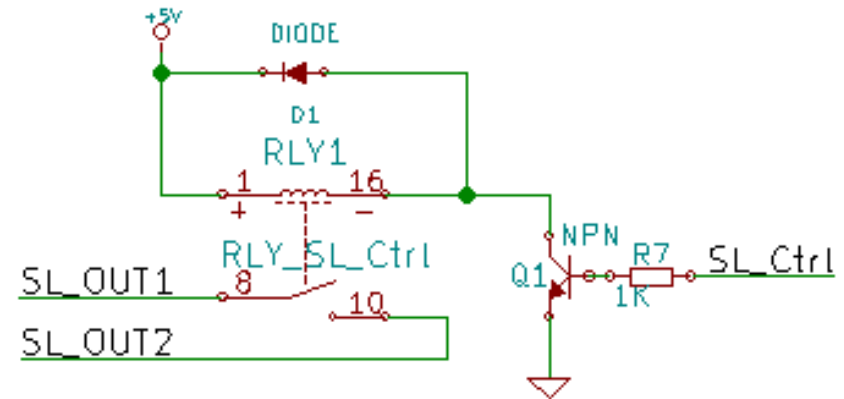 +5V
DIODE
D1
RLY1
1 16
+ -
RLY_SL_Ctrl
NPN
R7
SL_Ctrl
Q1
1K
SL_OUT1
8
10
SL_OUT2